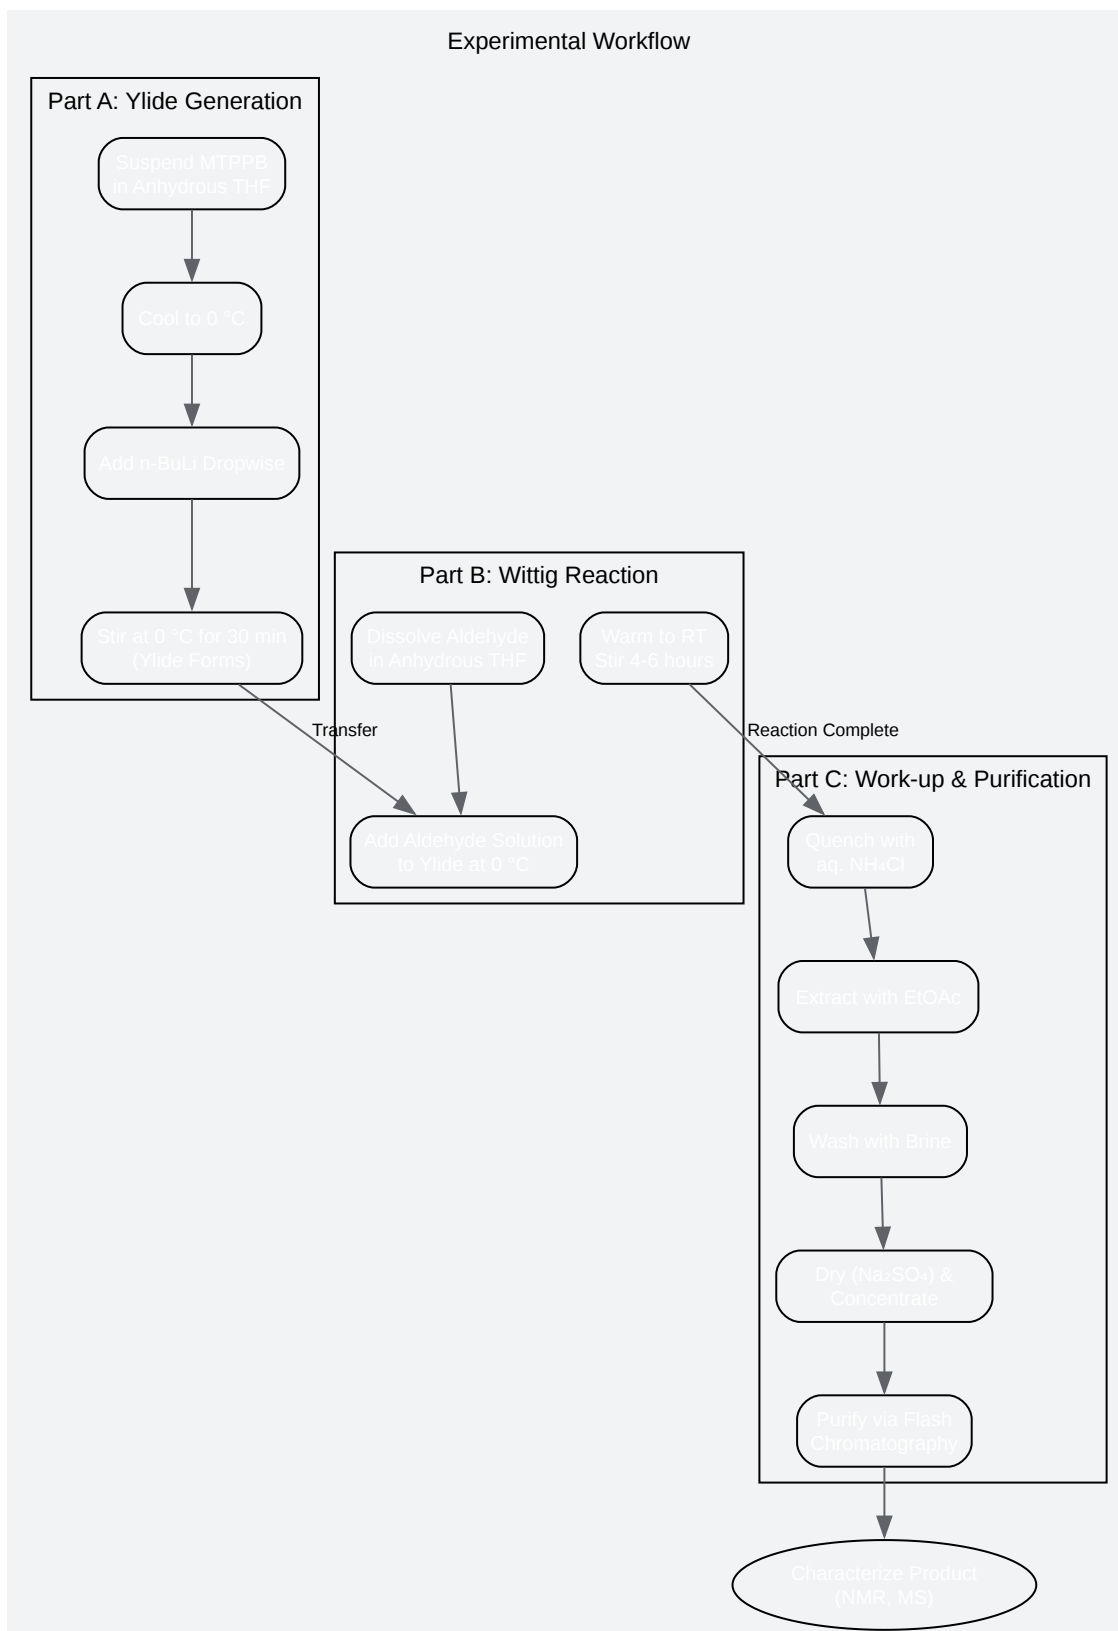 Experimental Workflow
Part A: Ylide Generation
Suspend MTPPB
in Anhydrous THF
Cool to 0 °C
Add n-BuLi Dropwise
Stir at 0 °C for 30 min
(Ylide Forms)
Transfer
Part B: Wittig Reaction
Dissolve Aldehyde
in Anhydrous THF
Warm to RT
Stir 4-6 hours
Add Aldehyde Solution
to Ylide at 0 °C
Reaction Complete
Part C: Work-up & Purification
Quench with
aq. NH₄Cl
Extract with EtOAc
Wash with Brine
Dry (Na₂SO₄) &
Concentrate
Purify via Flash
Chromatography
Characterize Product
(NMR, MS)